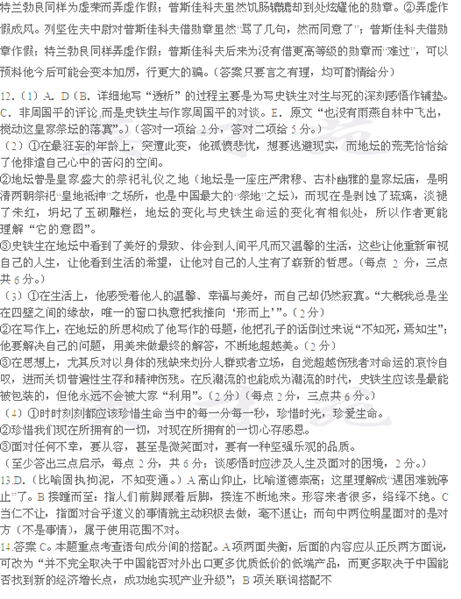 特兰勃良同样为虚荣而弄虚作假；普斯佳科夫虽然饥肠辘辘却到处炫耀他的勋章。②弄虚作
假成风。列坚佐夫中尉对普斯佳科夫借勋章虽然“骂了几句，然而同意了”；普斯佳科夫借勋
章作假；特兰勃良同样弄虚作假；普斯佳科夫后来为没有借更高等级的勋章而“难过”，可以
预料他今后可能会变本加厉，行更大的骗。（答案只要言之有理，均可酌情给分）
12．（1）A．D（B．详细地写“透析”的过程主要是为写史铁生对生与死的深刻感悟作铺垫。
C．非周国平的评论,而是史铁生与作家周国平的对谈。E．原文“也没有雨燕自林中飞出，
搅动这皇家祭坛的落寞”。）（答对一项给 2 分，答对二项给 5 分。）
（2）①在最狂妄的年龄上，突遭此变，他孤愤悲忧，想要逃避现实，而地坛的荒芜恰恰给
给了他排遣自己心中的苦闷的空间。
②地坛曾是皇家盛大的祭祀礼仪之地（地坛是一座庄严肃穆、古朴幽雅的皇家坛庙，是明
清两朝祭祀“皇地祗神”之场所，也是中国最大的“祭地”之坛），而现在是剥蚀了琉璃，淡褪
了朱红，坍圮了玉砌雕栏，地坛的变化与史铁生命运的变化有相似处，所以作者更能理
解“它的意图”。
③史铁生在地坛中看到了美好的景致、体会到人间平凡而又温馨的生活，这些让他重新审视
自己的人生，让他看到生活的希望，让他对自己的人生有了崭新的哲思。（每点 2 分，三点
共 6 分。）
（3）①在生活上，他感受着他人的温馨、幸福与美好，而自己却仍然寂寞。“大概我总是坐
在四壁之间的缘故，唯一的窗口执意把我推向‘形而上’”。（2 分）
②在写作上，在地坛的所思构成了他写作的母题，他把孔子的话倒过来说“不知死，焉知生”；
他要解决自己的问题，用美来做最终的解答，不断地超越美。（2 分）
③在思想上，尤其反对以身体的残缺来划分人群或者立场，自觉超越伤残者对命运的哀怜自
叹，进而关切普遍性生存和精神伤残。在反潮流的也能成为潮流的时代，史铁生应该是最能
被包装的，但他永远不会被大家“利用”。（2 分）（每点 2 分，三点共 6 分。）
（4）①时时刻刻都应该珍惜生命当中的每一分每一秒，珍惜时光，珍爱生命。
②珍惜我们现在所拥有的一切，对现在所拥有的一切心存感恩。
③面对任何不幸，要从容，甚至是微笑面对，要有一种坚强乐观的品质。
（至少答出三点启示，每点 2 分，共 6 分；谈感悟时应涉及人生及面对的困境，2 分。）
13.D．（比喻固执拘泥，不知变通。）A 高山仰止，比喻道德崇高；这里理解成“遇困难就停
止”了。B 接踵而至：指人们前脚跟着后脚，接连不断地来。形容来者很多，络绎不绝。C
当仁不让，指面对合乎道义的事情就主动积极去做，毫不退让；而句中两位明星面对的是对
方（不是事情），属于使用范围不对。
14.答案 C。本题重点考查语句成分间的搭配。A 项两面失衡，后面的内容应从正反两方面说，
可改为“并不完全取决于中国能否对外出口更多优质低价的低端产品，而更多取决于中国能
否找到新的经济增长点，成功地实现产业升级”；B 项关联词搭配不